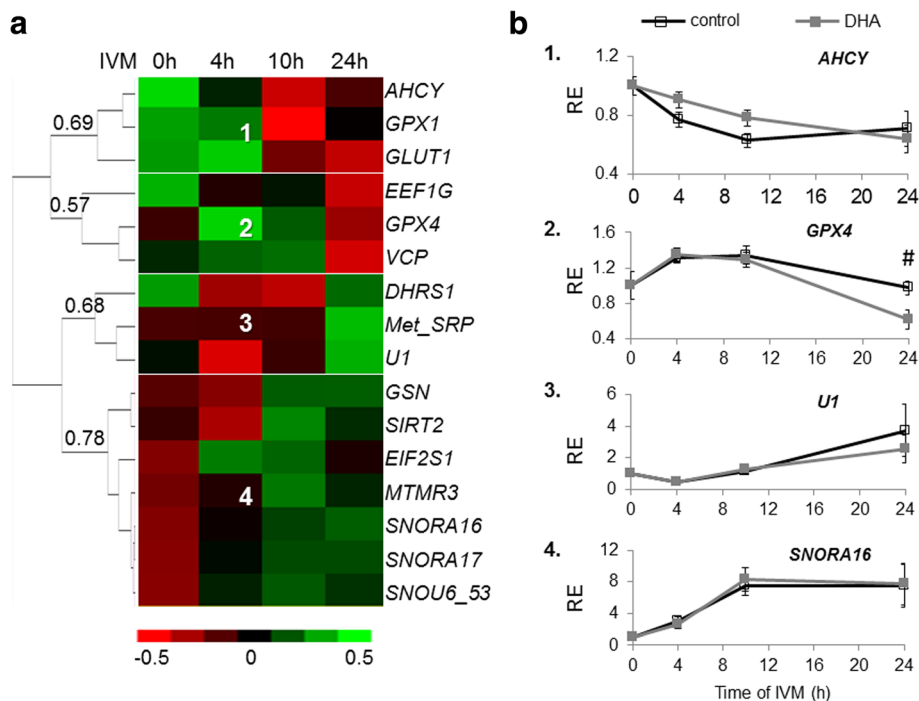 a
IVM 0h 4h 10h 24h
AHCY
GPX1
GLUT1
EEF1G
GPX4
VCP
DHRS1
Met_SRP
U1
GSN
SIRT2
EIF2S1
MTMR3
SNORA16
SNORA17
SNOU6_53
0.69
0.57
0.68
0.78
1
2
3
4
-0.5 0 0.5
b
control DHA
1. AHCY
RE
1.2
0.8
0.4
0 4 8 12 16 20 24
2. GPX4
RE
1.6
1.2
0.8
0.4
#
0 4 8 12 16 20 24
3. U1
RE
6
4
2
0
0 4 8 12 16 20 24
4. SNORA16
RE
12
8
4
0
0 4 8 12 16 20 24
Time of IVM (h)